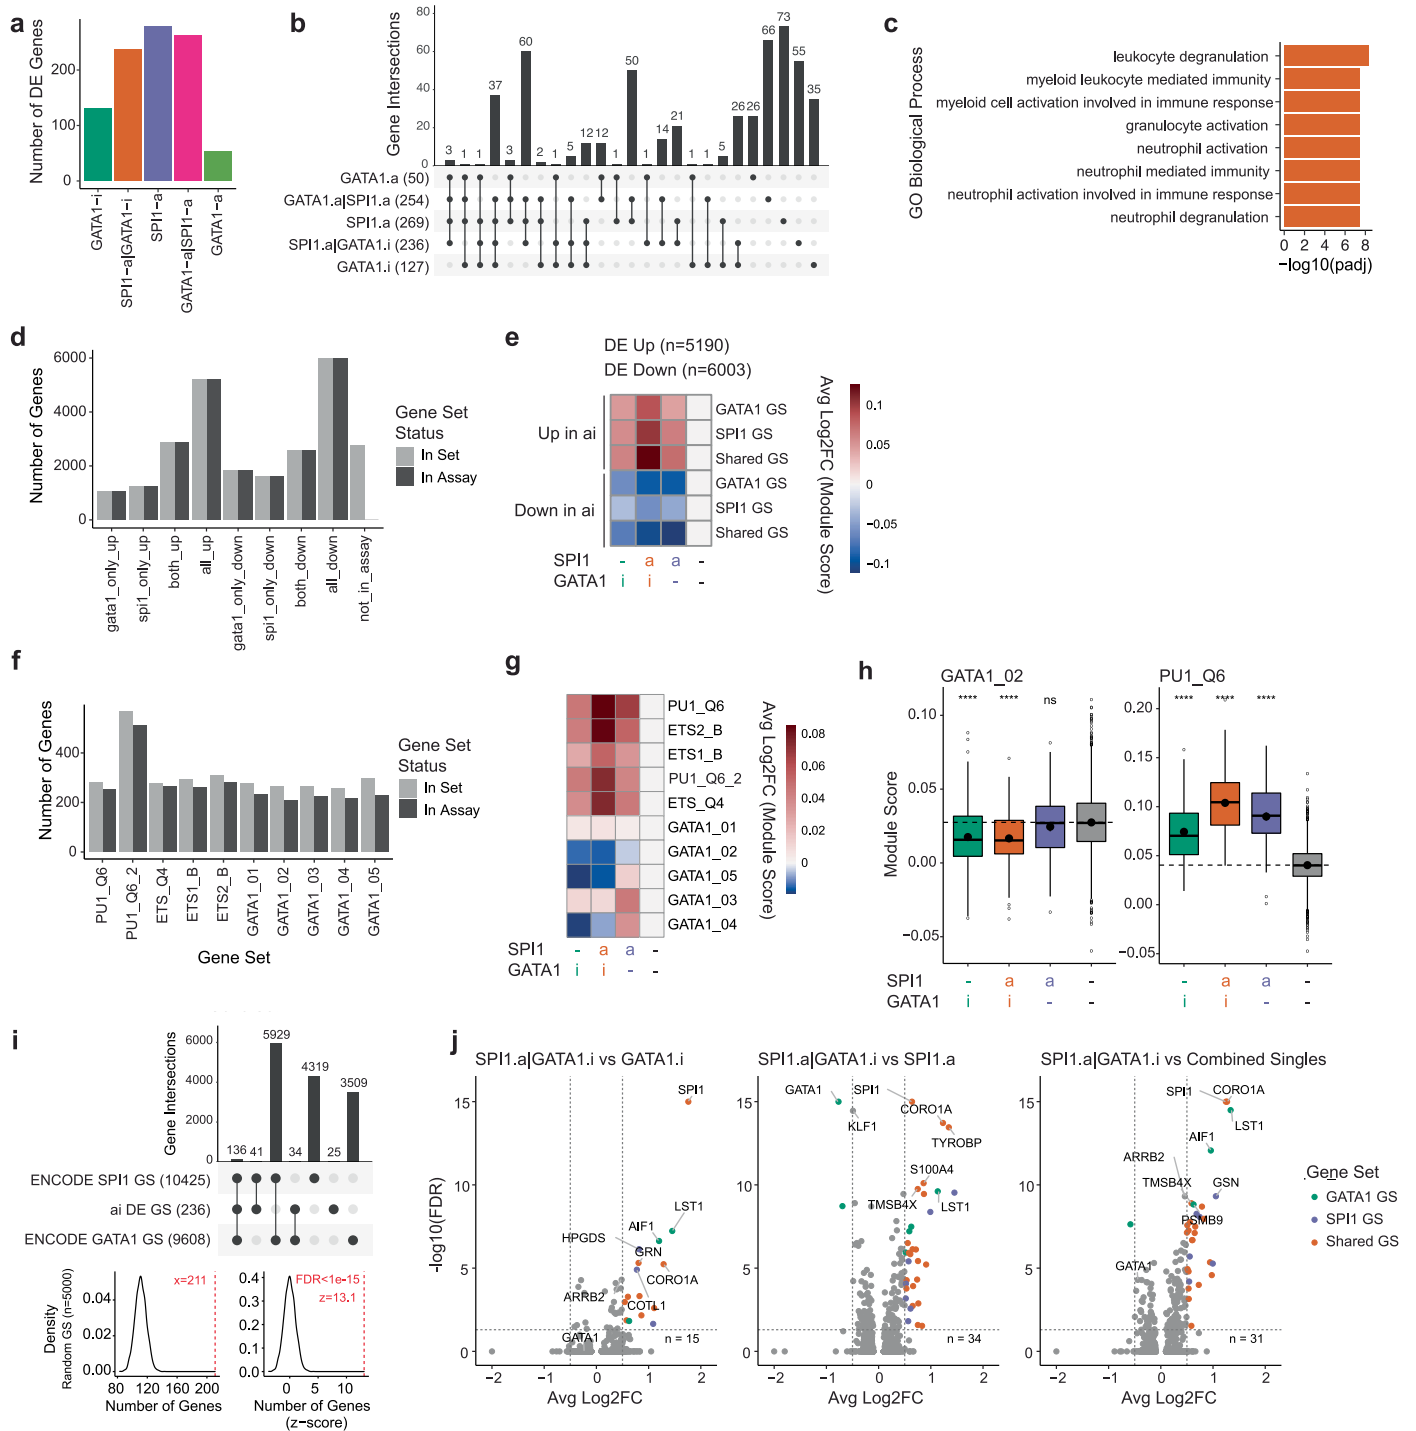 a
Number of DE Genes
200
100
0
GATA1-i
SPI1-a|GATA1-i
SPI1-a
GATA1-a|SPI1-a
GATA1-a
b
Gene Intersections
80
60
40
20
0
3
1
1
37
3
60
2
1
5
12
12
1
50
1
14
21
1
1
5
26
26
66
73
55
35
GATA1.a (50)
GATA1.a|SPI1.a (254)
SPI1.a (269)
SPI1.a|GATA1.i (236)
GATA1.i (127)
c
GO Biological Process
leukocyte degranulation
myeloid leukocyte mediated immunity
myeloid cell activation involved in immune response
granulocyte activation
neutrophil activation
neutrophil mediated immunity
neutrophil activation involved in immune response
neutrophil degranulation
0 2 4 6 8
−log10(padj)
d
Number of Genes
6000
4000
2000
0
gata1_only_up
spi1_only_up
both_up
all_up
gata1_only_down
spi1_only_down
both_down
all_down
not_in_assay
Gene Set
Status
In Set
In Assay
e
DE Up (n=5190)
DE Down (n=6003)
Up in ai
Down in ai
GATA1 GS
SPI1 GS
Shared GS
GATA1 GS
SPI1 GS
Shared GS
SPI1 - a a -
GATA1 i i - -
Avg Log2FC (Module Score)
0.1
0.05
0
−0.05
−0.1
f
Number of Genes
400
200
0
PU1_Q6
PU1_Q6_2
ETS_Q4
ETS1_B
ETS2_B
GATA1_01
GATA1_02
GATA1_03
GATA1_04
GATA1_05
Gene Set
Gene Set
Status
In Set
In Assay
g
PU1_Q6
ETS2_B
ETS1_B
PU1_Q6_2
ETS_Q4
GATA1_01
GATA1_02
GATA1_05
GATA1_03
GATA1_04
SPI1 - a a -
GATA1 i i - -
Avg Log2FC (Module Score)
0.08
0.06
0.04
0.02
0
−0.02
h
GATA1_02
Module Score
0.10
0.05
0.00
−0.05
**** **** ns
PU1_Q6
0.20
0.15
0.10
0.05
0.00
−0.05
**** **** ****
SPI1 - a a - - a a -
GATA1 i i - - i i - -
i
Gene Intersections
6000
4000
2000
0
136
41
5929
34
4319
25
3509
ENCODE SPI1 GS (10425)
ai DE GS (236)
ENCODE GATA1 GS (9608)
Density
Random GS (n=5000)
0.04
0.02
0.00
x=211
80 120 160 200
Number of Genes
0.4
0.3
0.2
0.1
0.0
FDR<1e-15
z=13.1
0 5 10
Number of Genes
(z−score)
j
SPI1.a|GATA1.i vs GATA1.i
-log10(FDR)
15
10
5
0
SPI1
LST1
AIF1
HPGDS
GRN
CORO1A
ARRB2
COTL1
GATA1
n = 15
−2 −1 0 1 2
Avg Log2FC
SPI1.a|GATA1.i vs SPI1.a
15
10
5
0
GATA1
SPI1
KLF1
CORO1A
TYROBP
S100A4
TMSB4X
LST1
n = 34
−2 −1 0 1 2
Avg Log2FC
SPI1.a|GATA1.i vs Combined Singles
15
10
5
0
SPI1
CORO1A
LST1
AIF1
ARRB2
TMSB4X
GSN
PSMB9
GATA1
n = 31
−2 −1 0 1 2
Avg Log2FC
Gene Set
GATA1 GS
SPI1 GS
Shared GS